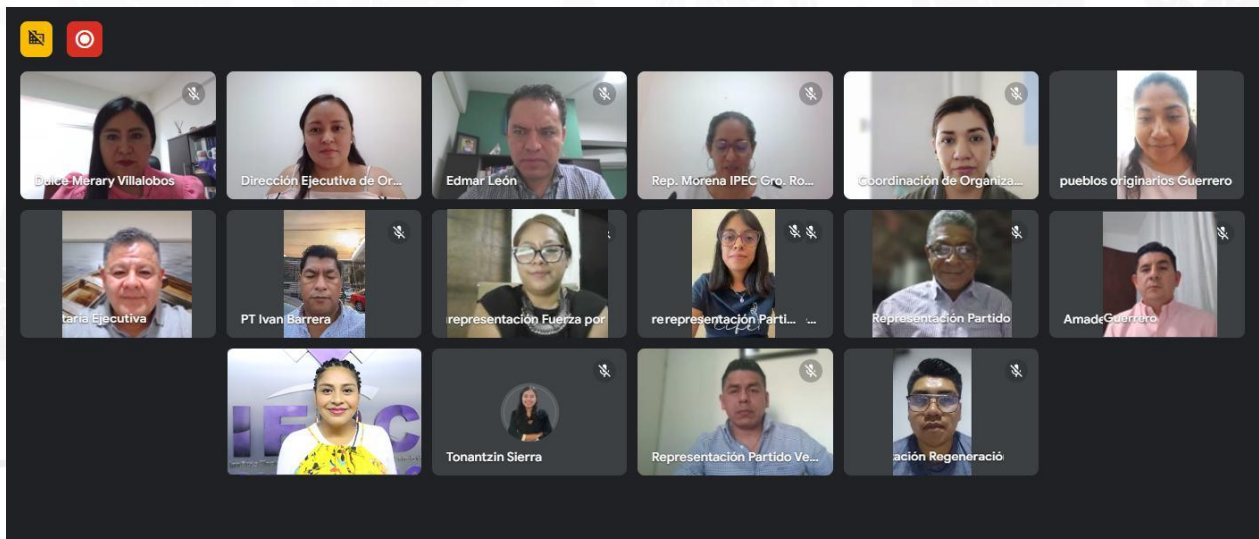 Dulce Merary Villalobos
Dirección Ejecutiva de Or...
Edmar León
Rep. Morena IPEC Gro. Ro...
Coordinación de Organiza...
pueblos originarios Guerrero
taría Ejecutiva
PT Ivan Barrera
representación Fuerza por
rerepresentación Parti...
Representación Partido
AmadeGuerrero
IEPC
Tonantzin Sierra
Representación Partido Ve...
ación Regeneració